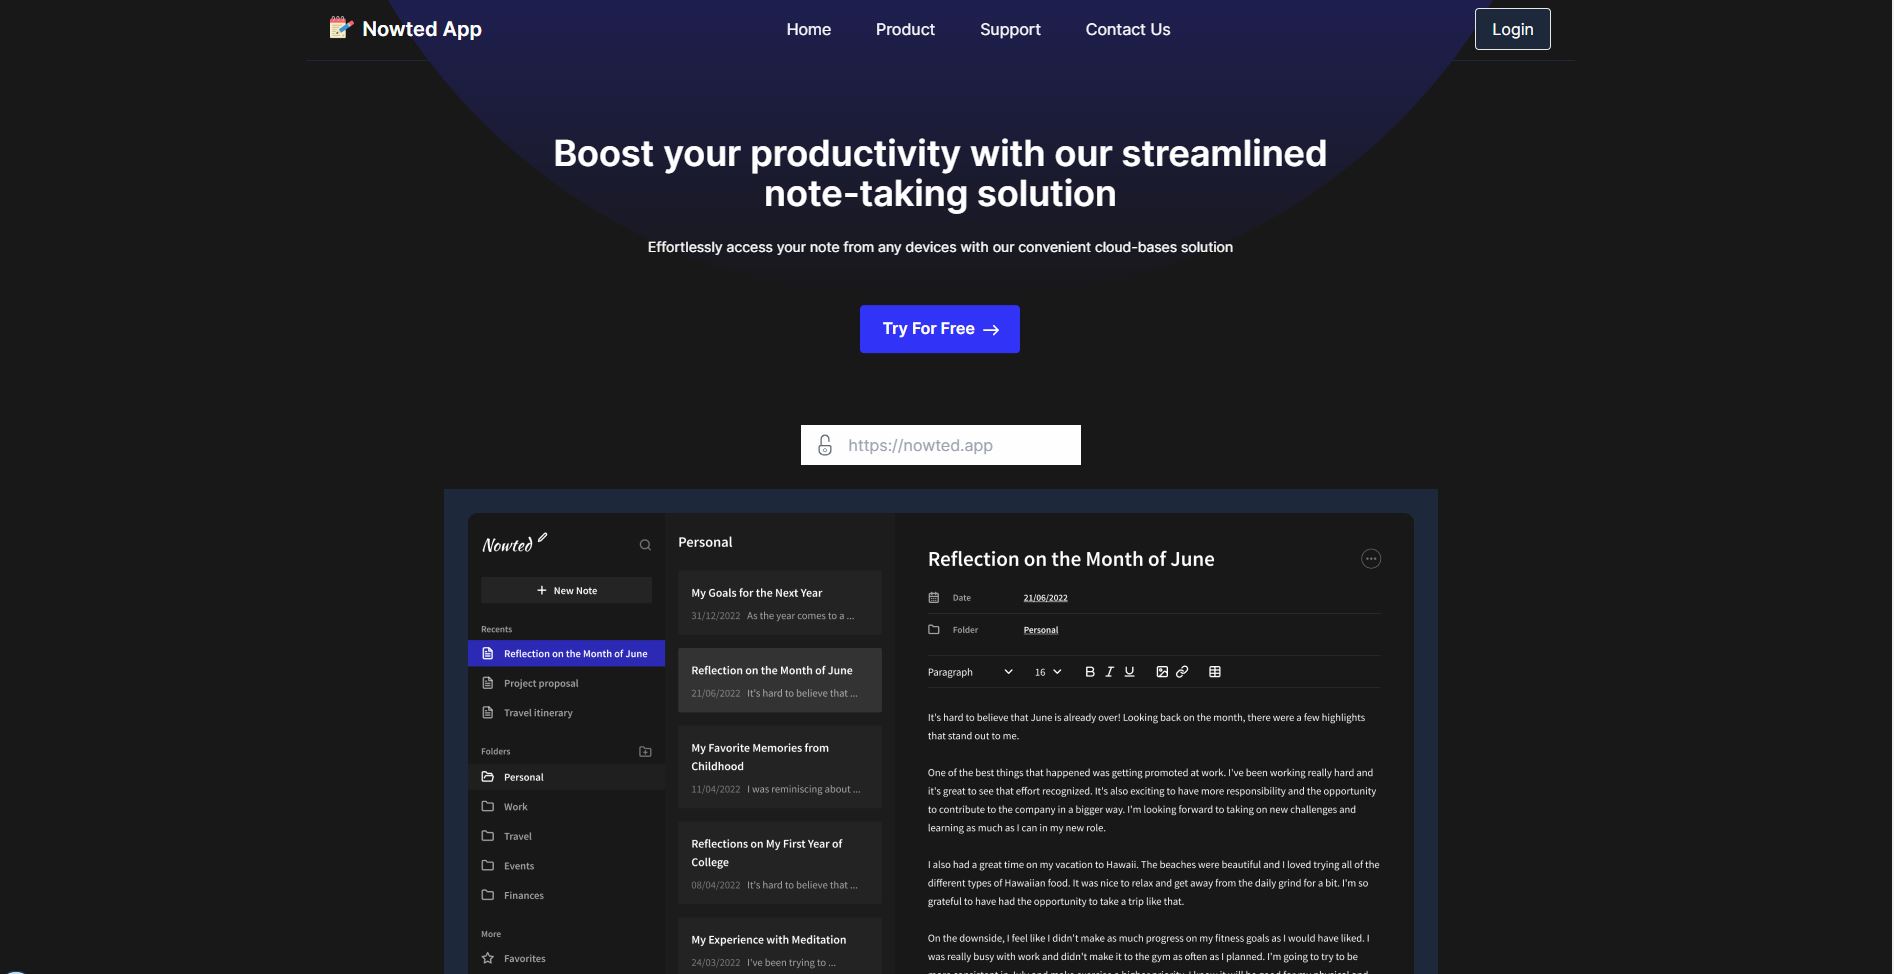 Nowted App
Home
Product
Support
Contact Us
Login
Boost your productivity with our streamlined
note-taking solution
Effortlessly access your note from any devices with our convenient cloud-bases solution
Try For Free →
https://nowted.app
Nowted
+ New Note
Recents
Reflection on the Month of June
Project proposal
Travel itinerary
Folders
Personal
Work
Travel
Events
Finances
More
Favorites
Personal
My Goals for the Next Year
31/12/2022 As the year comes to a ...
Reflection on the Month of June
21/06/2022 It's hard to believe that ...
My Favorite Memories from
Childhood
11/04/2022 I was reminiscing about ...
Reflections on My First Year of
College
08/04/2022 It's hard to believe that ...
My Experience with Meditation
24/03/2022 I've been trying to ...
Reflection on the Month of June
Date 21/06/2022
Folder Personal
Paragraph 16 B I U
It's hard to believe that June is already over! Looking back on the month, there were a few highlights
that stand out to me.
One of the best things that happened was getting promoted at work. I've been working really hard and
it's great to see that effort recognized. It's also exciting to have more responsibility and the opportunity
to contribute to the company in a bigger way. I'm looking forward to taking on new challenges and
learning as much as I can in my new role.
I also had a great time on my vacation to Hawaii. The beaches were beautiful and I loved trying all of the
different types of Hawaiian food. It was nice to relax and get away from the daily grind for a bit. I'm so
grateful to have had the opportunity to take a trip like that.
On the downside, I feel like I didn't make as much progress on my fitness goals as I would have liked. I
was really busy with work and didn't make it to the gym as often as I planned. I'm going to try to be